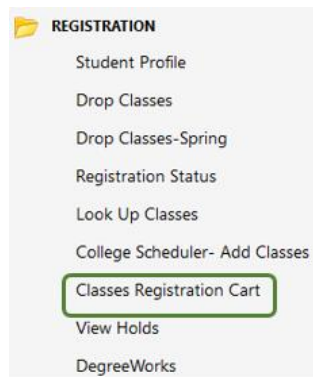 REGISTRATION
Student Profile
Drop Classes
Drop Classes-Spring
Registration Status
Look Up Classes
College Scheduler- Add Classes
Classes Registration Cart
View Holds
DegreeWorks